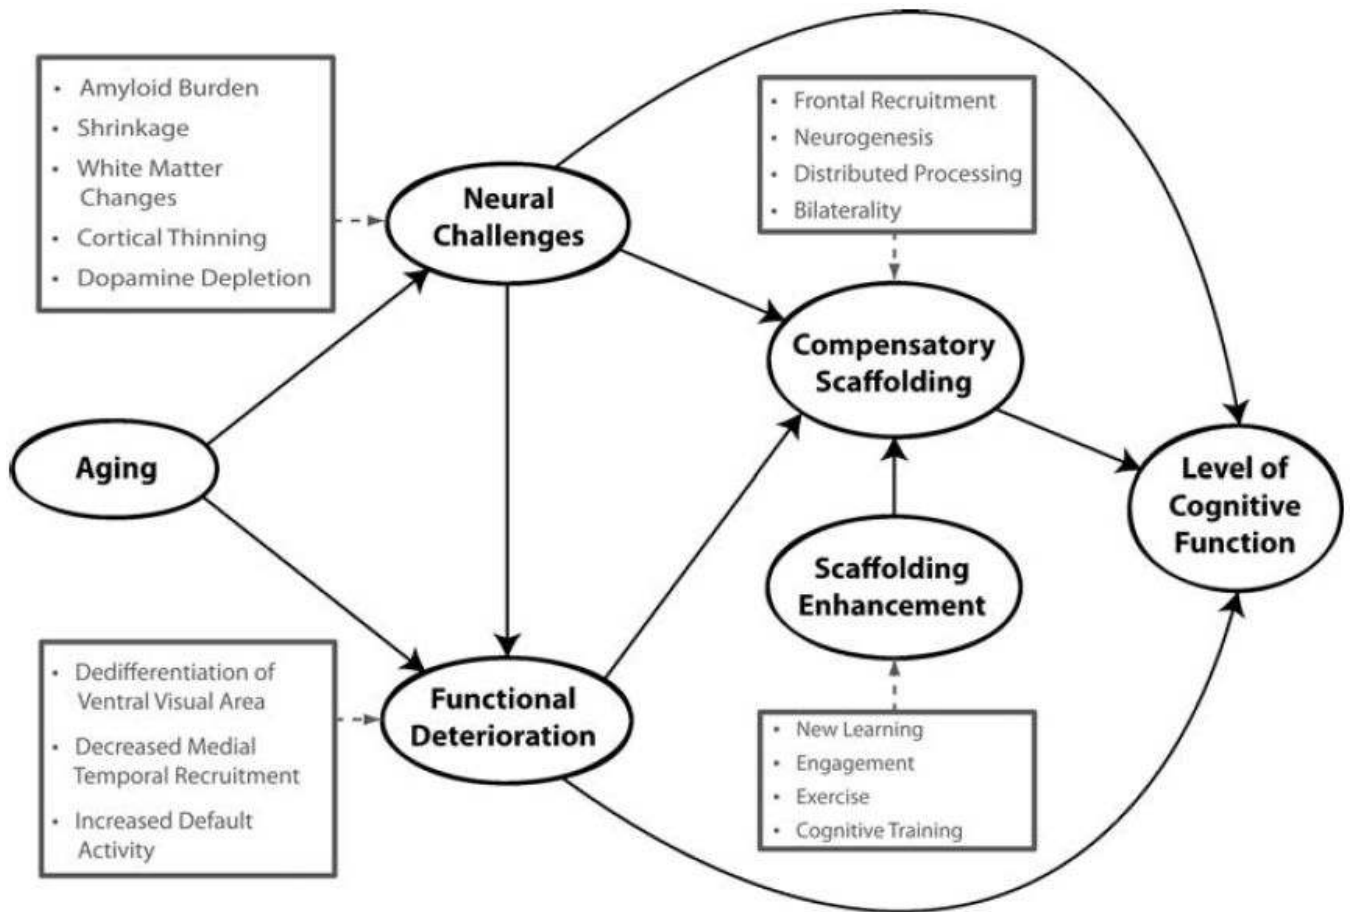 • Amyloid Burden
• Shrinkage
• White Matter
Changes
• Cortical Thinning
• Dopamine Depletion
Neural
Challenges
• Frontal Recruitment
• Neurogenesis
• Distributed Processing
• Bilaterality
Compensatory
Scaffolding
Aging
Level of
Cognitive
Function
Scaffolding
Enhancement
• Dedifferentiation of
Ventral Visual Area
• Decreased Medial
Temporal Recruitment
• Increased Default
Activity
Functional
Deterioration
• New Learning
• Engagement
• Exercise
• Cognitive Training